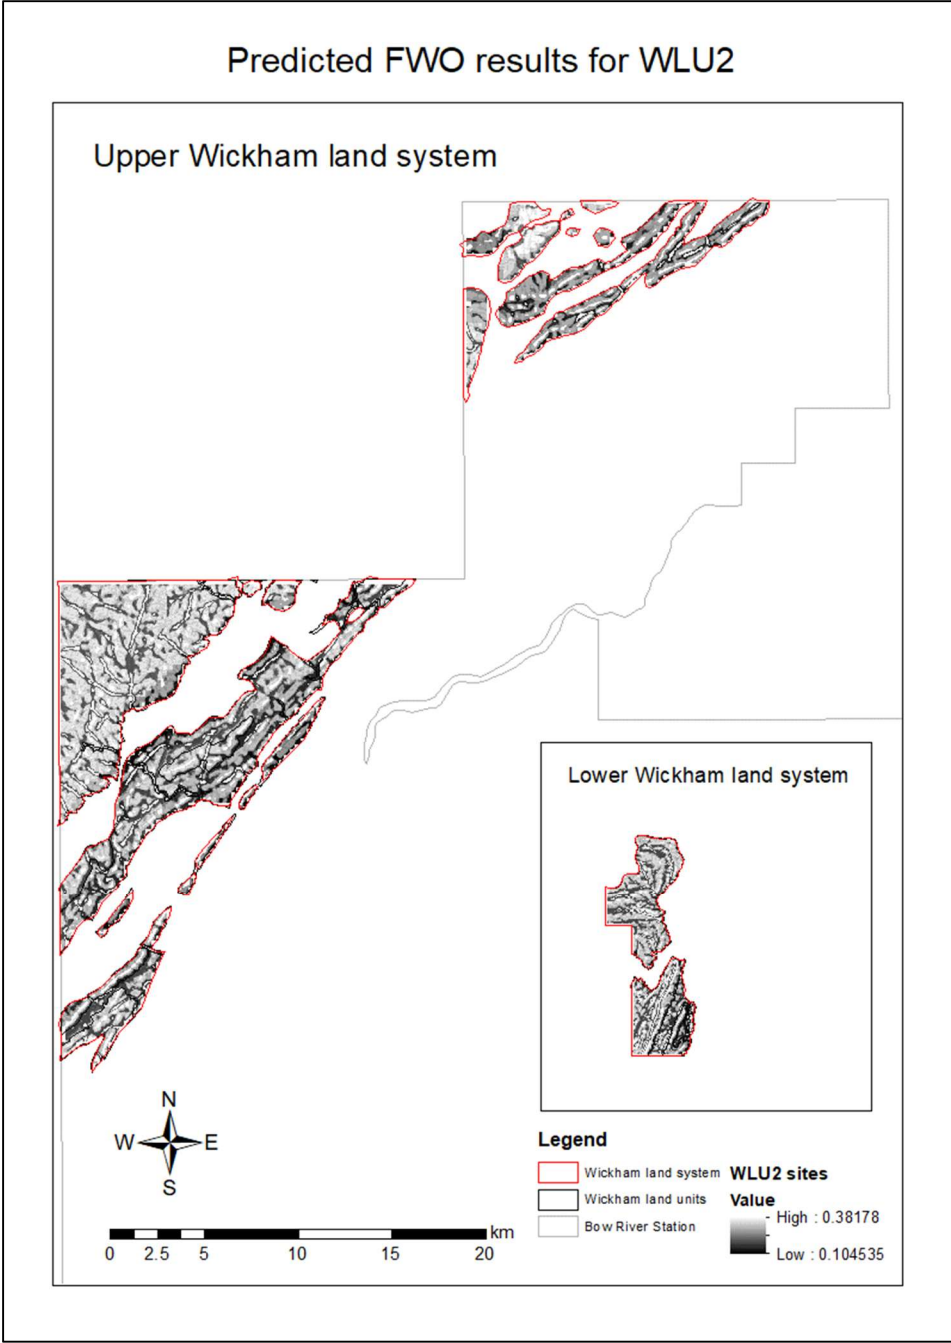 Predicted FWO results for WLU2
Upper Wickham land system
Lower Wickham land system
N
W E
S
km
0 2.5 5 10 15 20
Legend
Wickham land system
Wickham land units
Bow River Station
WLU2 sites
Value
High : 0.38178
Low : 0.104535